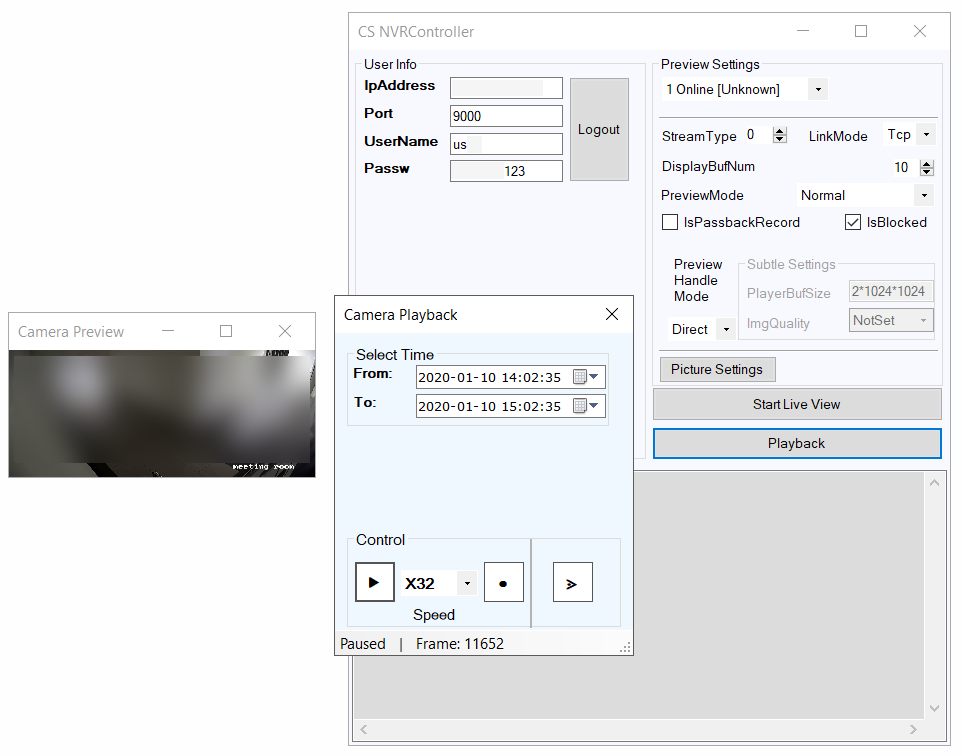 CS NVRController
User Info
IpAddress
Port
9000
UserName
us
Passw
123
Logout
Preview Settings
1 Online [Unknown]
StreamType
0
LinkMode
Tcp
DisplayBufNum
10
PreviewMode
Normal
IsPassbackRecord
IsBlocked
Preview
Handle
Mode
Direct
Subtle Settings
PlayerBufSize
2*1024*1024
ImgQuality
NotSet
Picture Settings
Start Live View
Playback
Camera Preview
meeting room
Camera Playback
Select Time
From:
2020-01-10 14:02:35
To:
2020-01-10 15:02:35
Control
X32
Speed
Paused | Frame: 11652